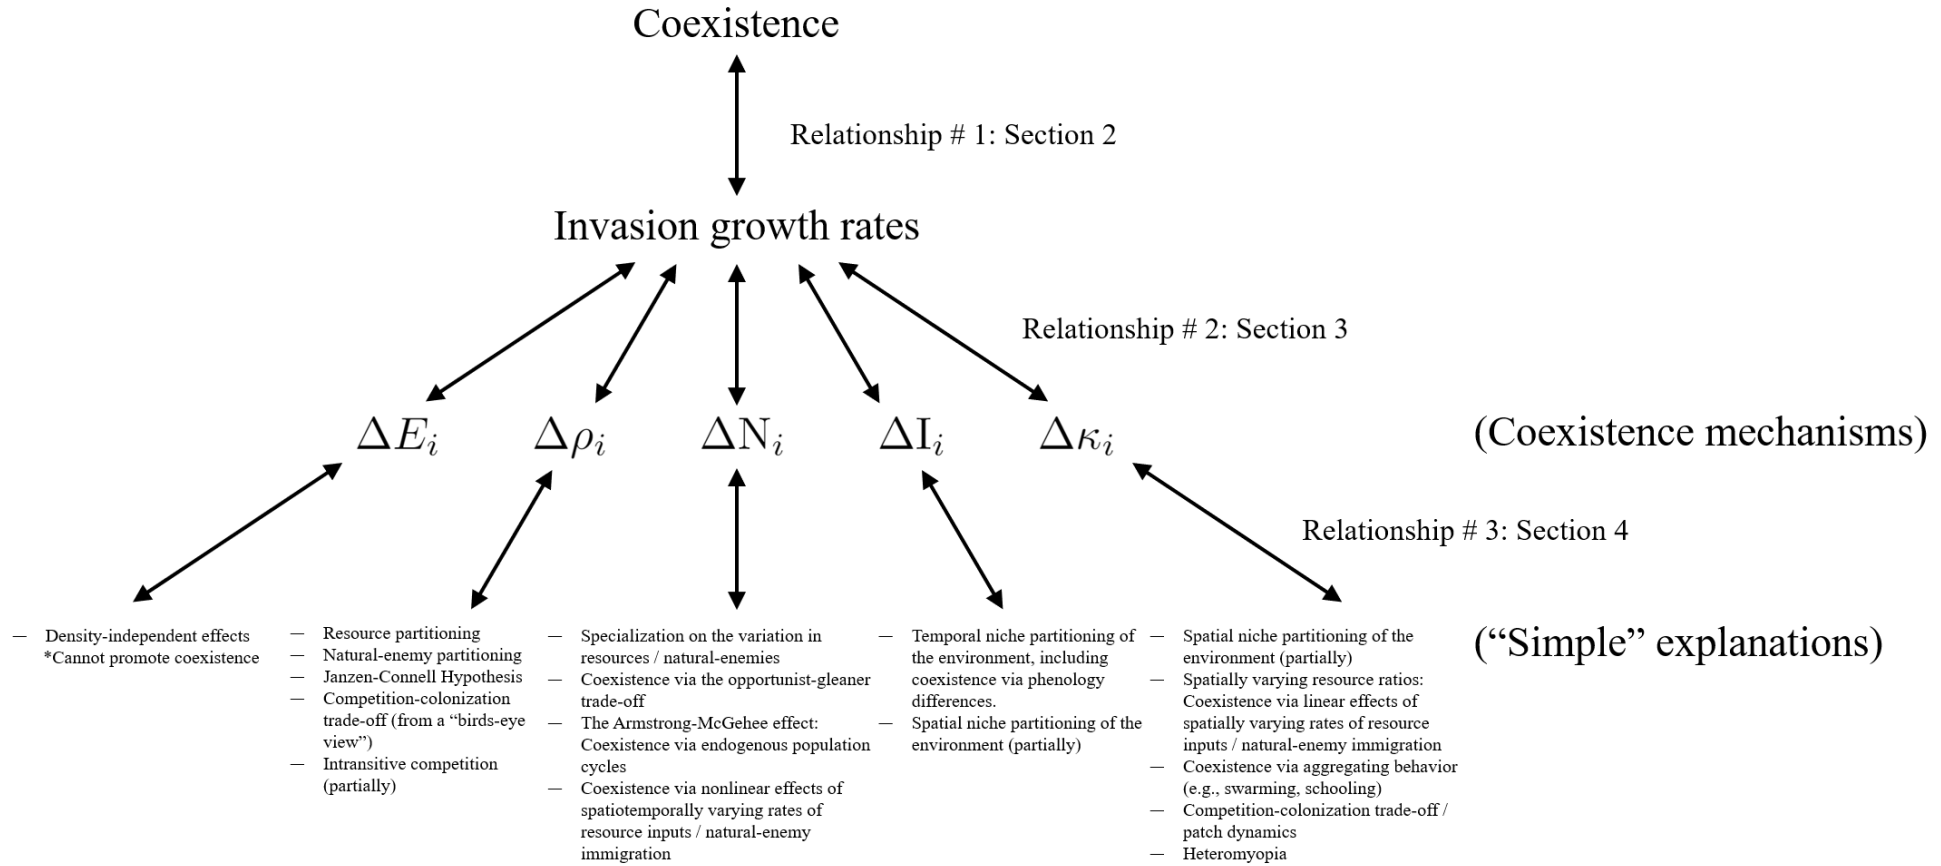 Coexistence
Relationship # 1: Section 2
Invasion growth rates
Relationship # 2: Section 3
ΔE_i
Δρ_i
ΔN_i
ΔI_i
Δκ_i
(Coexistence mechanisms)
Relationship # 3: Section 4
— Density-independent effects
*Cannot promote coexistence
— Resource partitioning
— Natural-enemy partitioning
— Janzen-Connell Hypothesis
— Competition-colonization
trade-off (from a “birds-eye
view”)
— Intransitive competition
(partially)
— Specialization on the variation in
resources / natural-enemies
— Coexistence via the opportunist-gleaner
trade-off
— The Armstrong-McGehee effect:
Coexistence via endogenous population
cycles
— Coexistence via nonlinear effects of
spatiotemporally varying rates of
resource inputs / natural-enemy
immigration
— Temporal niche partitioning of
the environment, including
coexistence via phenology
differences.
— Spatial niche partitioning of the
environment (partially)
— Spatial niche partitioning of the
environment (partially)
— Spatially varying resource ratios:
Coexistence via linear effects of
spatially varying rates of resource
inputs / natural-enemy immigration
— Coexistence via aggregating behavior
(e.g., swarming, schooling)
— Competition-colonization trade-off /
patch dynamics
— Heteromyopia
(“Simple” explanations)